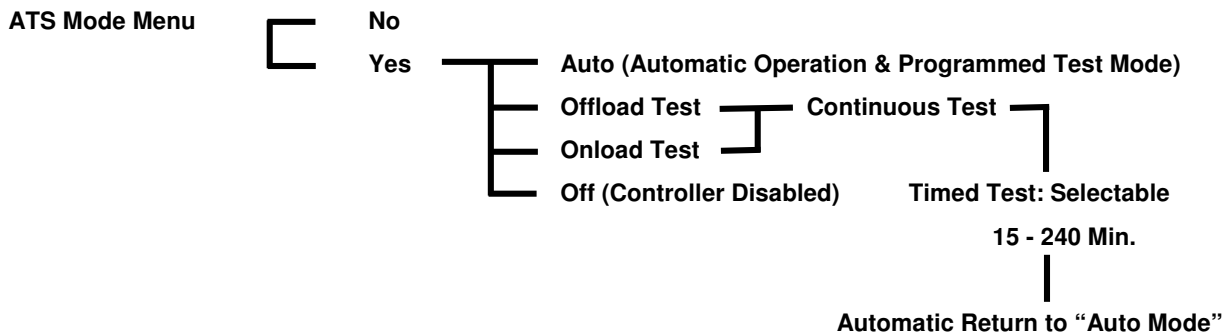 ATS Mode Menu No
Yes Auto (Automatic Operation & Programmed Test Mode)
Offload Test Continuous Test
Onload Test
Off (Controller Disabled) Timed Test: Selectable
15 - 240 Min.
Automatic Return to “Auto Mode”